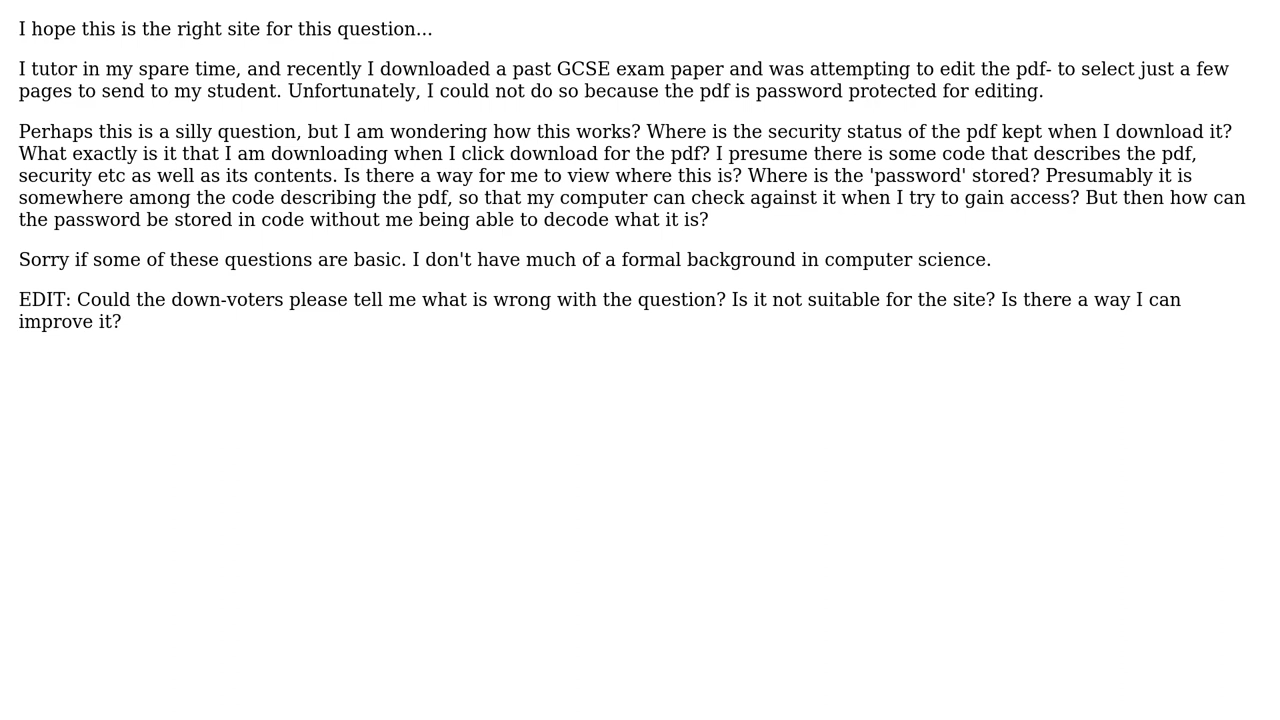 I hope this is the right site for this question...
I tutor in my spare time, and recently I downloaded a past GCSE exam paper and was attempting to edit the pdf- to select just a few
pages to send to my student. Unfortunately, I could not do so because the pdf is password protected for editing.
Perhaps this is a silly question, but I am wondering how this works? Where is the security status of the pdf kept when I download it?
What exactly is it that I am downloading when I click download for the pdf? I presume there is some code that describes the pdf,
security etc as well as its contents. Is there a way for me to view where this is? Where is the 'password' stored? Presumably it is
somewhere among the code describing the pdf, so that my computer can check against it when I try to gain access? But then how can
the password be stored in code without me being able to decode what it is?
Sorry if some of these questions are basic. I don't have much of a formal background in computer science.
EDIT: Could the down-voters please tell me what is wrong with the question? Is it not suitable for the site? Is there a way I can
improve it?